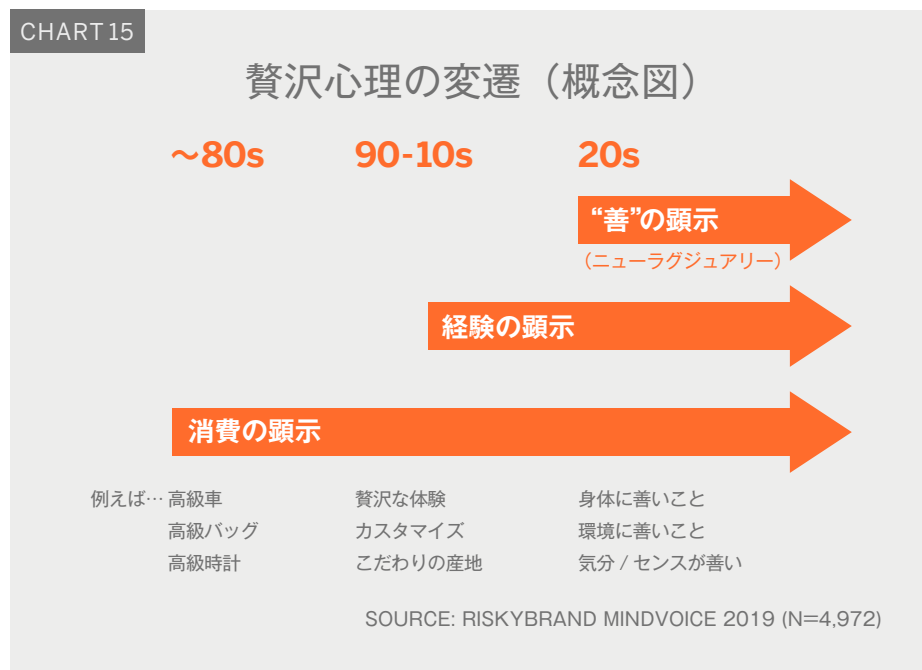 CHART 15
贅沢心理の変遷（概念図）
～80s 90-10s 20s
“善”の顕示
（ニューラグジュアリー）
経験の顕示
消費の顕示
例えば… 高級車 贅沢な体験 身体に善いこと
高級バッグ カスタマイズ 環境に善いこと
高級時計 こだわりの産地 気分 / センスが善い
SOURCE: RISKYBRAND MINDVOICE 2019 (N=4,972)